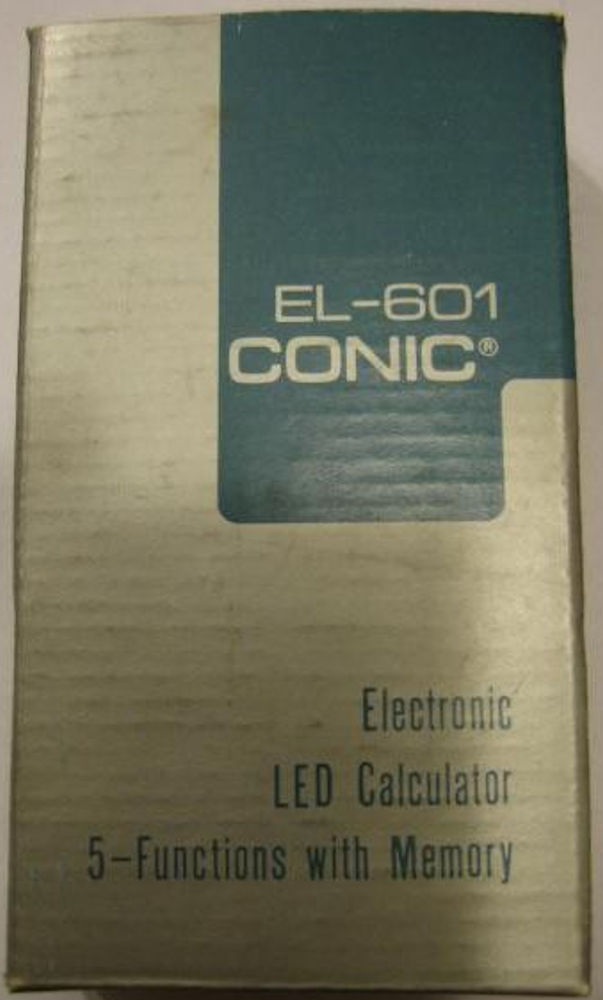 EL-601
CONIC®
Electronic
LED Calculator
5-Functions with Memory